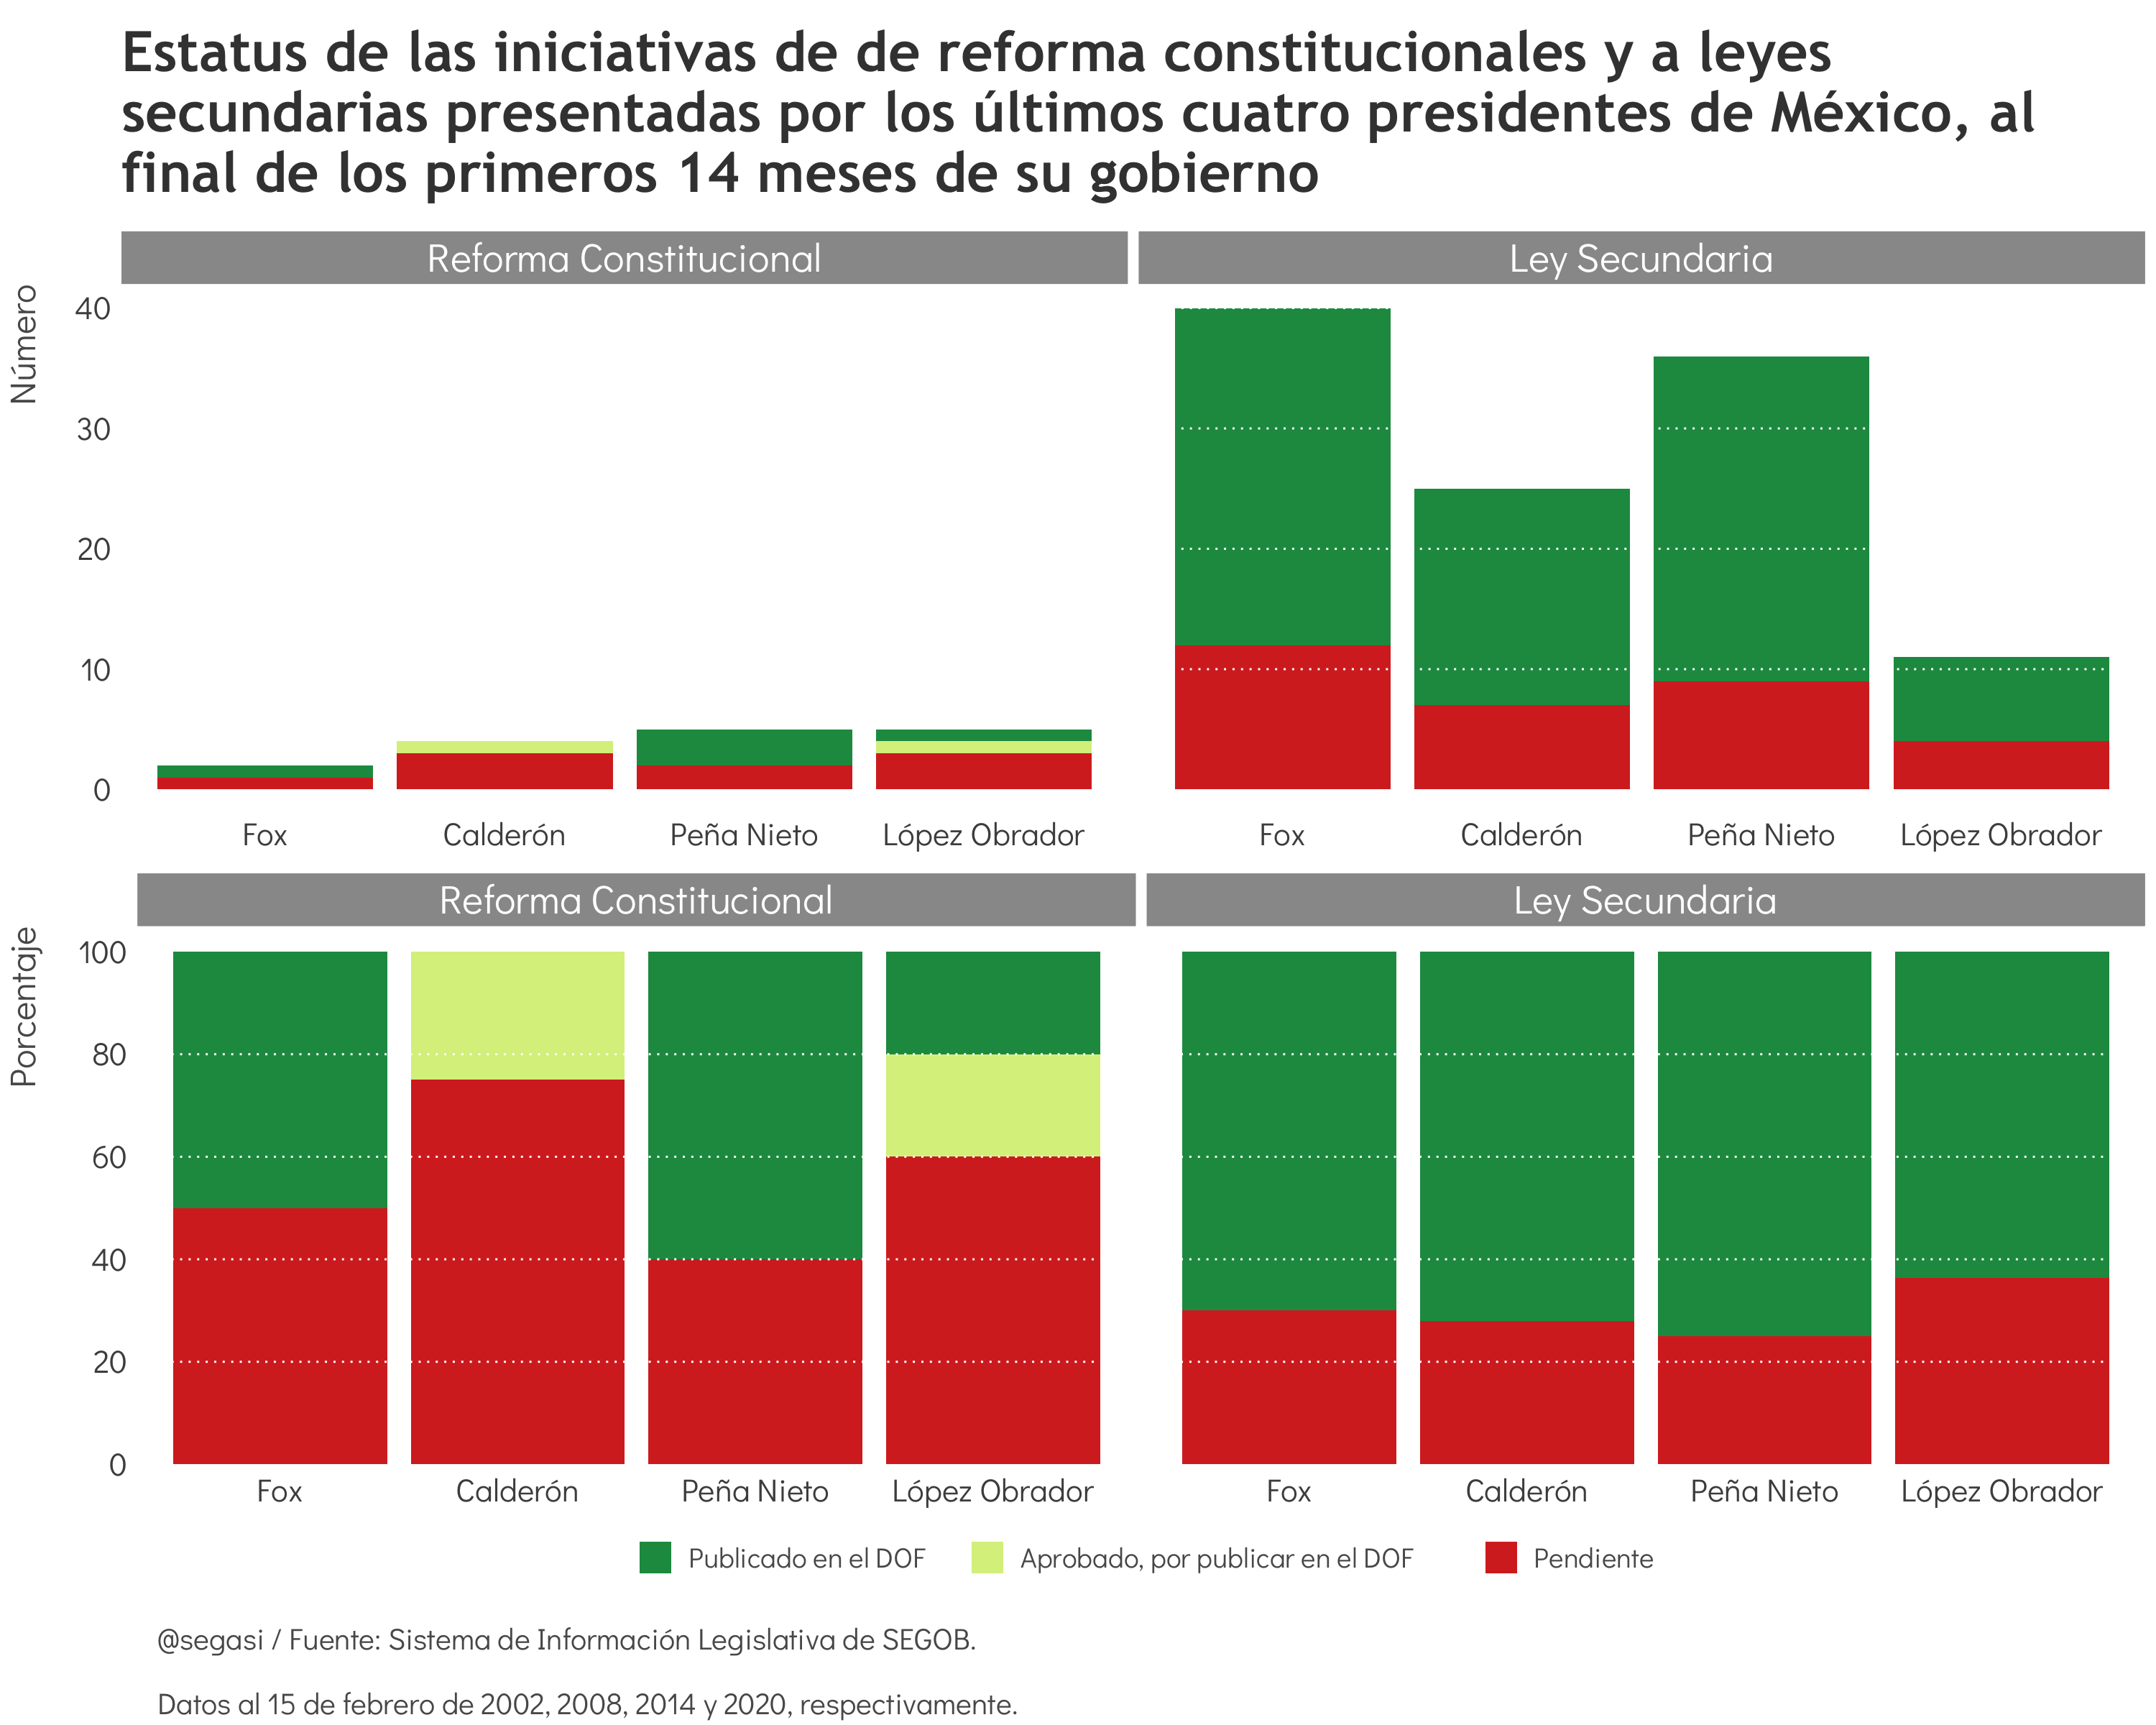 Estatus de las iniciativas de de reforma constitucionales y a leyes
secundarias presentadas por los últimos cuatro presidentes de México, al
final de los primeros 14 meses de su gobierno
Reforma Constitucional
Ley Secundaria
Número
40
30
20
10
0
Fox
Calderón
Peña Nieto
López Obrador
Fox
Calderón
Peña Nieto
López Obrador
Reforma Constitucional
Ley Secundaria
Porcentaje
100
80
60
40
20
0
Fox
Calderón
Peña Nieto
López Obrador
Fox
Calderón
Peña Nieto
López Obrador
Publicado en el DOF
Aprobado, por publicar en el DOF
Pendiente
@segasi / Fuente: Sistema de Información Legislativa de SEGOB.
Datos al 15 de febrero de 2002, 2008, 2014 y 2020, respectivamente.